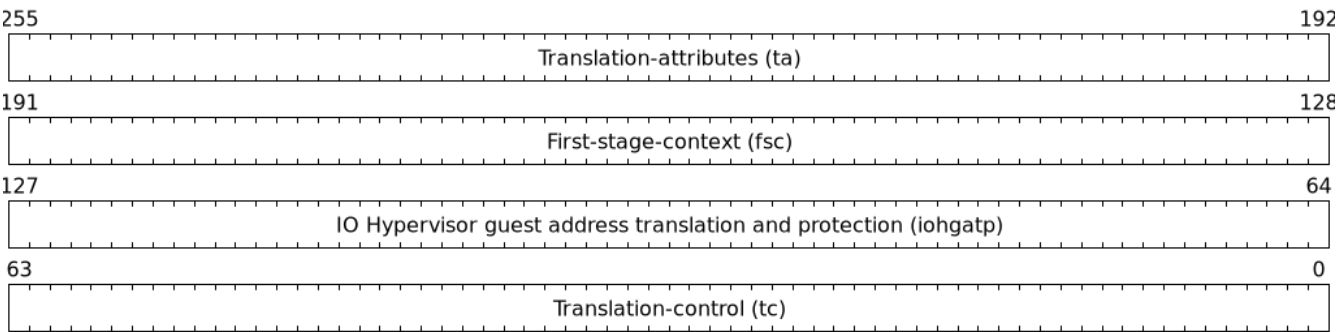 255 192
Translation-attributes (ta)
191 128
First-stage-context (fsc)
127 64
IO Hypervisor guest address translation and protection (iohgatp)
63 0
Translation-control (tc)